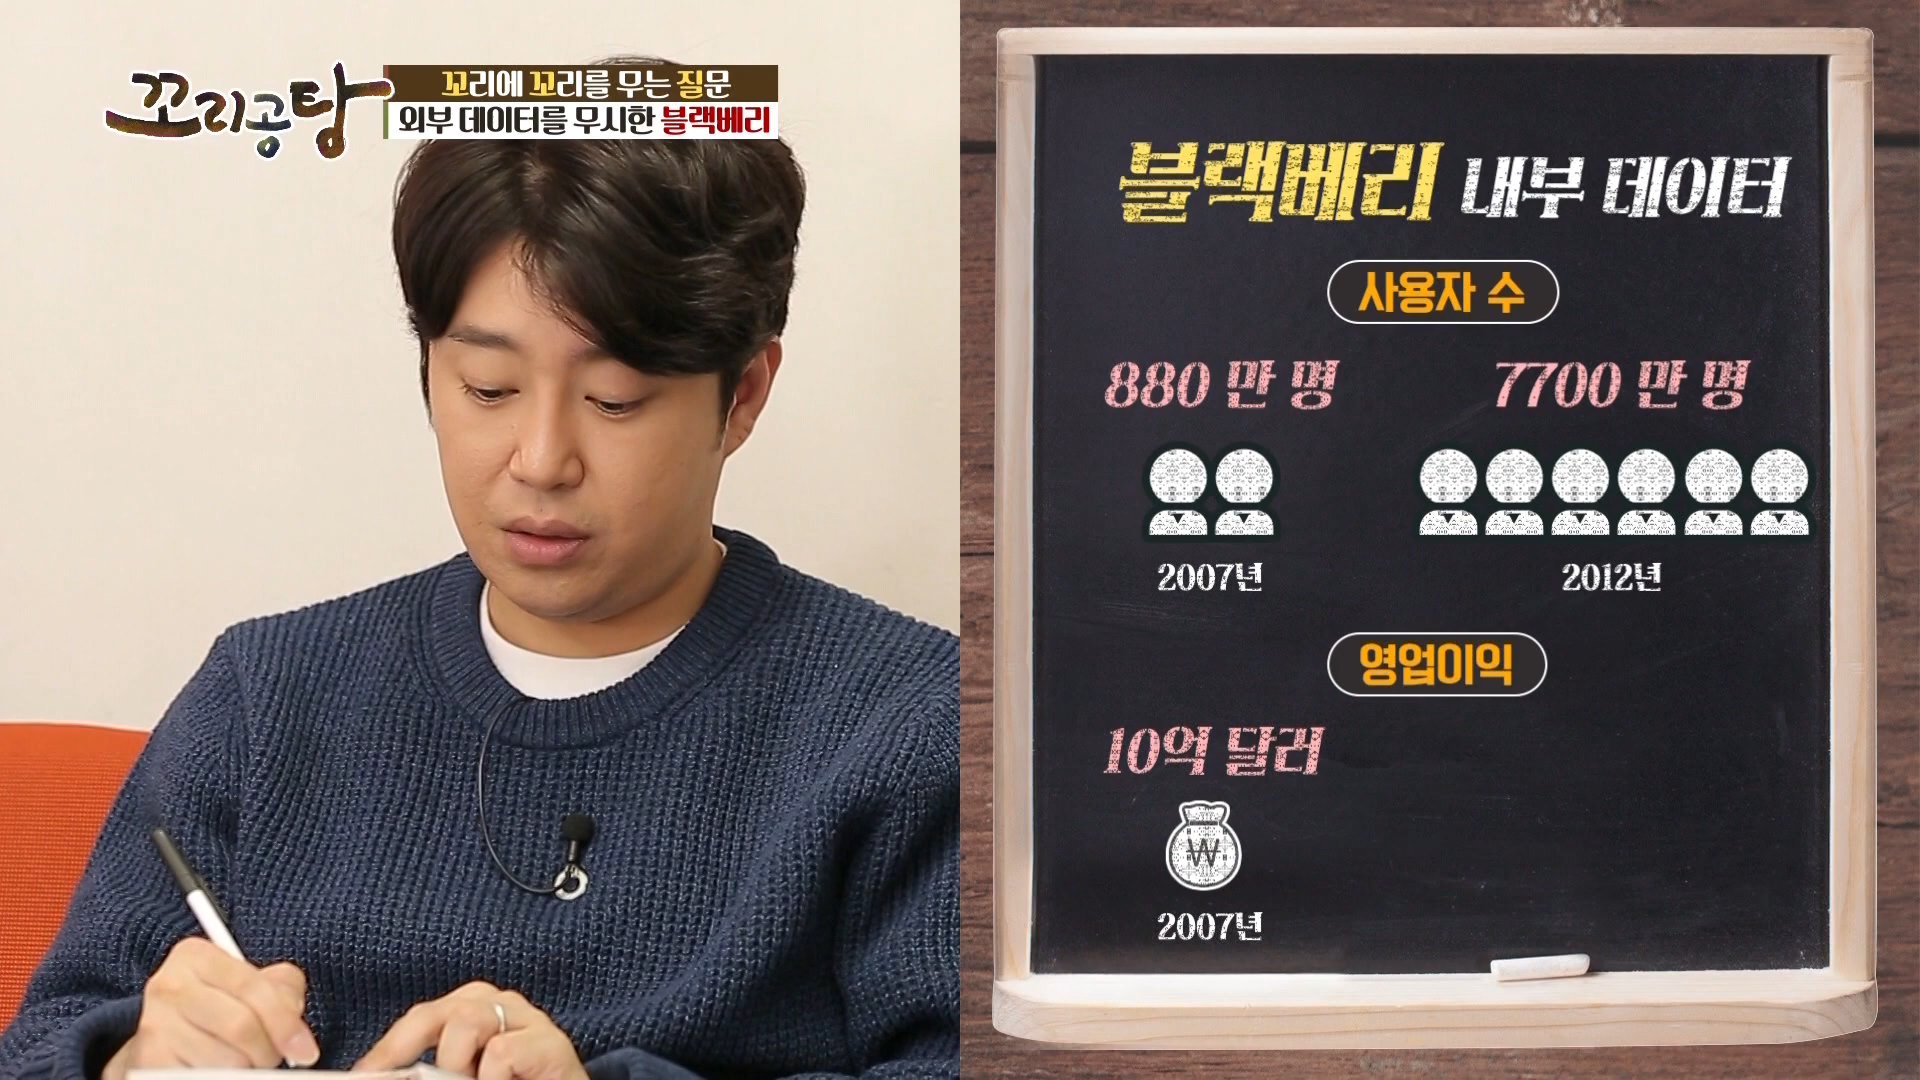 꼬리곰탕
꼬리에 꼬리를 무는 질문
외부 데이터를 무시한 블랙베리
블랙베리 내부 데이터
사용자 수
880 만 명
7700 만 명
2007년
2012년
영업이익
10억 달러
₩
2007년